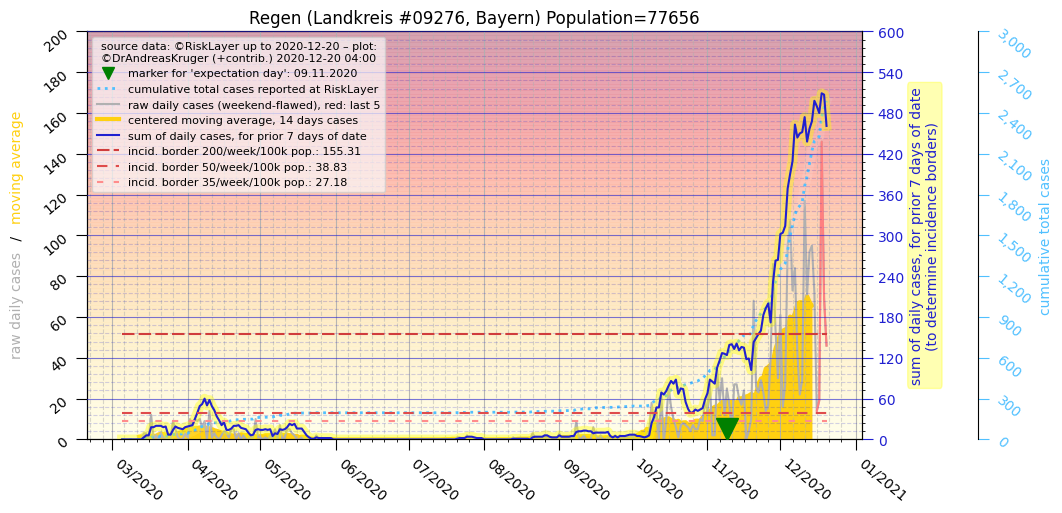 Regen (Landkreis #09276, Bayern) Population=77656
source data: ©RiskLayer up to 2020-12-20 – plot:
©DrAndreasKruger (+contrib.) 2020-12-20 04:00
marker for 'expectation day': 09.11.2020
cumulative total cases reported at RiskLayer
raw daily cases (weekend-flawed), red: last 5
centered moving average, 14 days cases
sum of daily cases, for prior 7 days of date
incid. border 200/week/100k pop.: 155.31
incid. border 50/week/100k pop.: 38.83
incid. border 35/week/100k pop.: 27.18
raw daily cases / moving average
200
180
160
140
120
100
80
60
40
20
0
03/2020
04/2020
05/2020
06/2020
07/2020
08/2020
09/2020
10/2020
11/2020
12/2020
01/2021
600
540
480
420
360
300
240
180
120
60
0
sum of daily cases, for prior 7 days of date
(to determine incidence borders)
3,000
2,700
2,400
2,100
1,800
1,500
1,200
900
600
300
0
cumulative total cases